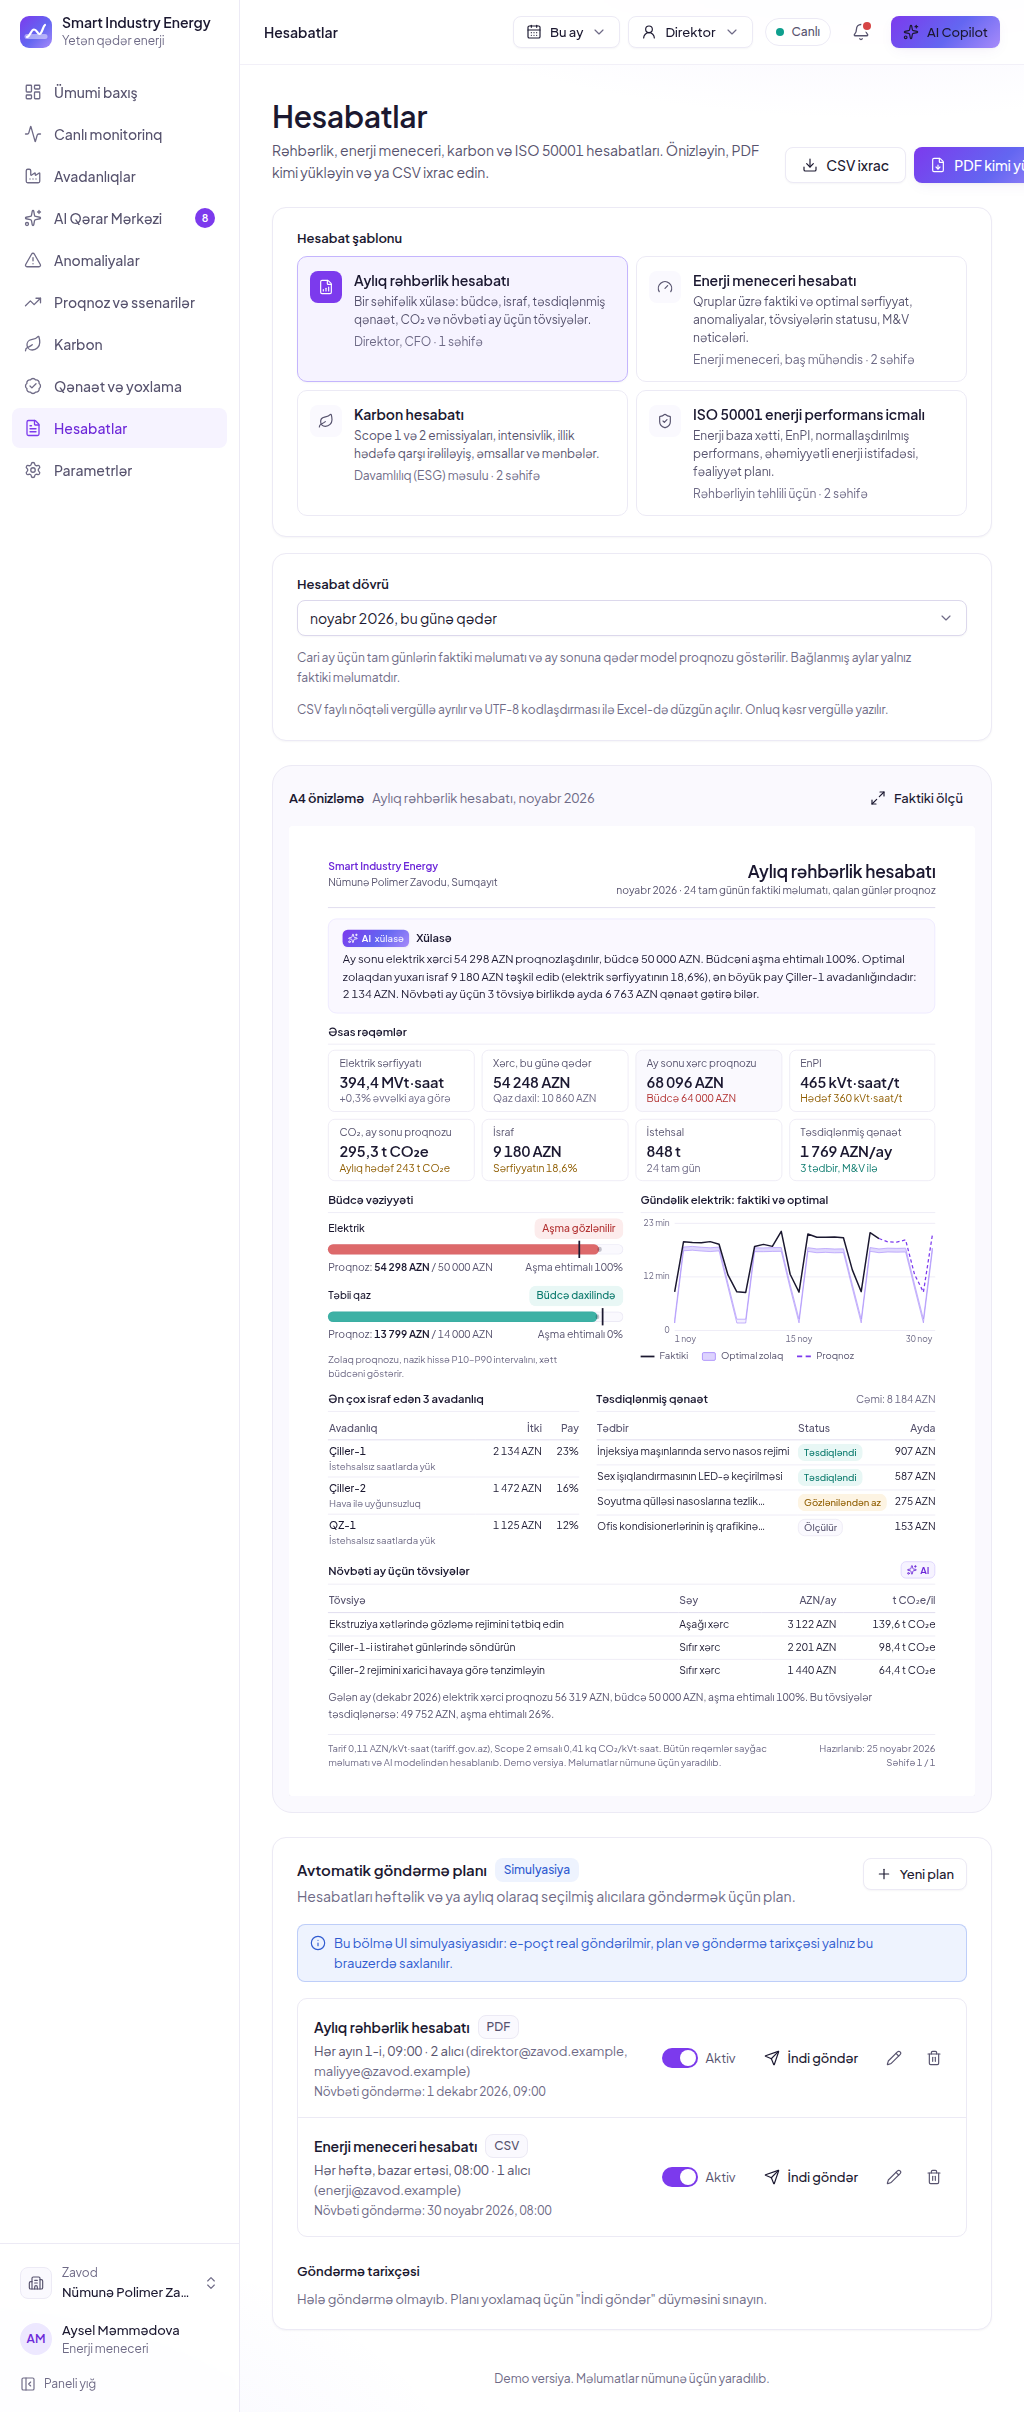 Smart Industry Energy
Yetən qədər enerji
Ümumi baxış
Canlı monitorinq
Avadanlıqlar
AI Qərar Mərkəzi 8
Anomaliyalar
Proqnoz və ssenarilər
Karbon
Qənaət və yoxlama
Hesabatlar
Parametrlər
Zavod
Nümunə Polimer Za...
AM
Aysel Məmmədova
Enerji meneceri
Paneli yığ
Hesabatlar
Bu ay
Direktor
Canlı
AI Copilot
Hesabatlar
Rəhbərlik, enerji meneceri, karbon və ISO 50001 hesabatları. Önizləyin, PDF
kimi yükləyin və ya CSV ixrac edin.
CSV ixrac
PDF kimi yü
Hesabat şablonu
Aylıq rəhbərlik hesabatı
Bir səhifəlik xülasə: büdcə, israf, təsdiqlənmiş
qənaət, CO₂ və növbəti ay üçün tövsiyələr.
Direktor, CFO · 1 səhifə
Enerji meneceri hesabatı
Qruplar üzrə faktiki və optimal sərfiyyat,
anomaliyalar, tövsiyələrin statusu, M&V
nəticələri.
Enerji meneceri, baş mühəndis · 2 səhifə
Karbon hesabatı
Scope 1 və 2 emissiyaları, intensivlik, illik
hədəfə qarşı irəliləyiş, əmsallar və mənbələr.
Davamlılıq (ESG) məsulu · 2 səhifə
ISO 50001 enerji performans icmalı
Enerji baza xətti, EnPI, normallaşdırılmış
performans, əhəmiyyətli enerji istifadəsi,
fəaliyyət planı.
Rəhbərliyin təhlili üçün · 2 səhifə
Hesabat dövrü
noyabr 2026, bu günə qədər
Cari ay üçün tam günlərin faktiki məlumatı və ay sonuna qədər model proqnozu göstərilir. Bağlanmış aylar yalnız
faktiki məlumatdır.
CSV faylı nöqtəli vergüllə ayrılır və UTF-8 kodlaşdırması ilə Excel-də düzgün açılır. Onluq kəsr vergüllə yazılır.
A4 önizləmə Aylıq rəhbərlik hesabatı, noyabr 2026
Faktiki ölçü
Smart Industry Energy
Nümunə Polimer Zavodu, Sumqayıt
Aylıq rəhbərlik hesabatı
noyabr 2026 · 24 tam günün faktiki məlumatı, qalan günlər proqnoz
AI xülasə Xülasə
Ay sonu elektrik xərci 54 298 AZN proqnozlaşdırılır, büdcə 50 000 AZN. Büdcəni aşma ehtimalı 100%. Optimal
zolaqdan yuxarı israf 9 180 AZN təşkil edib (elektrik sərfiyyatının 18,6%), ən böyük pay Çiller-1 avadanlığındadır:
2 134 AZN. Növbəti ay üçün 3 tövsiyə birlikdə ayda 6 763 AZN qənaət gətirə bilər.
Əsas rəqəmlər
Elektrik sərfiyyatı
394,4 MVt·saat
+0,3% əvvəlki aya görə
Xərc, bu günə qədər
54 248 AZN
Qaz daxil: 10 860 AZN
Ay sonu xərc proqnozu
68 096 AZN
Büdcə 64 000 AZN
EnPI
465 kVt·saat/t
Hədəf 360 kVt·saat/t
CO₂, ay sonu proqnozu
295,3 t CO₂e
Aylıq hədəf 243 t CO₂e
İsraf
9 180 AZN
Sərfiyyatın 18,6%
İstehsal
848 t
24 tam gün
Təsdiqlənmiş qənaət
1 769 AZN/ay
3 tədbir, M&V ilə
Büdcə vəziyyəti
Elektrik Aşma gözlənilir
Proqnoz: 54 298 AZN / 50 000 AZN Aşma ehtimalı 100%
Təbii qaz Büdcə daxilində
Proqnoz: 13 799 AZN / 14 000 AZN Aşma ehtimalı 0%
Zolaq proqnozu, nazik hissə P10–P90 intervalını, xətt
büdcəni göstərir.
Gündəlik elektrik: faktiki və optimal
23 min
12 min
0
1 noy 15 noy 30 noy
Faktiki Optimal zolaq Proqnoz
Ən çox israf edən 3 avadanlıq
Avadanlıq İtki Pay
Çiller-1 2 134 AZN 23%
İstehsalsız saatlarda yük
Çiller-2 1 472 AZN 16%
Hava ilə uyğunsuzluq
QZ-1 1 125 AZN 12%
İstehsalsız saatlarda yük
Təsdiqlənmiş qənaət Cəmi: 8 184 AZN
Tədbir Status Ayda
İnjeksiya maşınlarında servo nasos rejimi Təsdiqləndi 907 AZN
Sex işıqlandırmasının LED-ə keçirilməsi Təsdiqləndi 587 AZN
Soyutma qülləsi nasoslarına tezlik... Gözləniləndən az 275 AZN
Ofis kondisionerlərinin iş qrafikinə... Ölçülür 153 AZN
Növbəti ay üçün tövsiyələr AI
Tövsiyə Səy AZN/ay t CO₂e/il
Ekstruziya xətlərində gözləmə rejimini tətbiq edin Aşağı xərc 3 122 AZN 139,6 t CO₂e
Çiller-1-i istirahət günlərində söndürün Sıfır xərc 2 201 AZN 98,4 t CO₂e
Çiller-2 rejimini xarici havaya görə tənzimləyin Sıfır xərc 1 440 AZN 64,4 t CO₂e
Gələn ay (dekabr 2026) elektrik xərci proqnozu 56 319 AZN, büdcə 50 000 AZN, aşma ehtimalı 100%. Bu tövsiyələr
təsdiqlənərsə: 49 752 AZN, aşma ehtimalı 26%.
Tarif 0,11 AZN/kVt·saat (tariff.gov.az), Scope 2 əmsalı 0,41 kq CO₂/kVt·saat. Bütün rəqəmlər sayğac
məlumatı və AI modelindən hesablanıb. Demo versiya. Məlumatlar nümunə üçün yaradılıb.
Hazırlanıb: 25 noyabr 2026
Səhifə 1 / 1
Avtomatik göndərmə planı Simulyasiya
Hesabatları həftəlik və ya aylıq olaraq seçilmiş alıcılara göndərmək üçün plan.
Yeni plan
Bu bölmə UI simulyasiyasıdır: e-poçt real göndərilmir, plan və göndərmə tarixçəsi yalnız bu
brauzerdə saxlanılır.
Aylıq rəhbərlik hesabatı PDF
Hər ayın 1-i, 09:00 · 2 alıcı (direktor@zavod.example,
maliyye@zavod.example)
Növbəti göndərmə: 1 dekabr 2026, 09:00
Aktiv
İndi göndər
Enerji meneceri hesabatı CSV
Hər həftə, bazar ertəsi, 08:00 · 1 alıcı
(enerji@zavod.example)
Növbəti göndərmə: 30 noyabr 2026, 08:00
Aktiv
İndi göndər
Göndərmə tarixçəsi
Hələ göndərmə olmayıb. Planı yoxlamaq üçün "İndi göndər" düyməsini sınayın.
Demo versiya. Məlumatlar nümunə üçün yaradılıb.